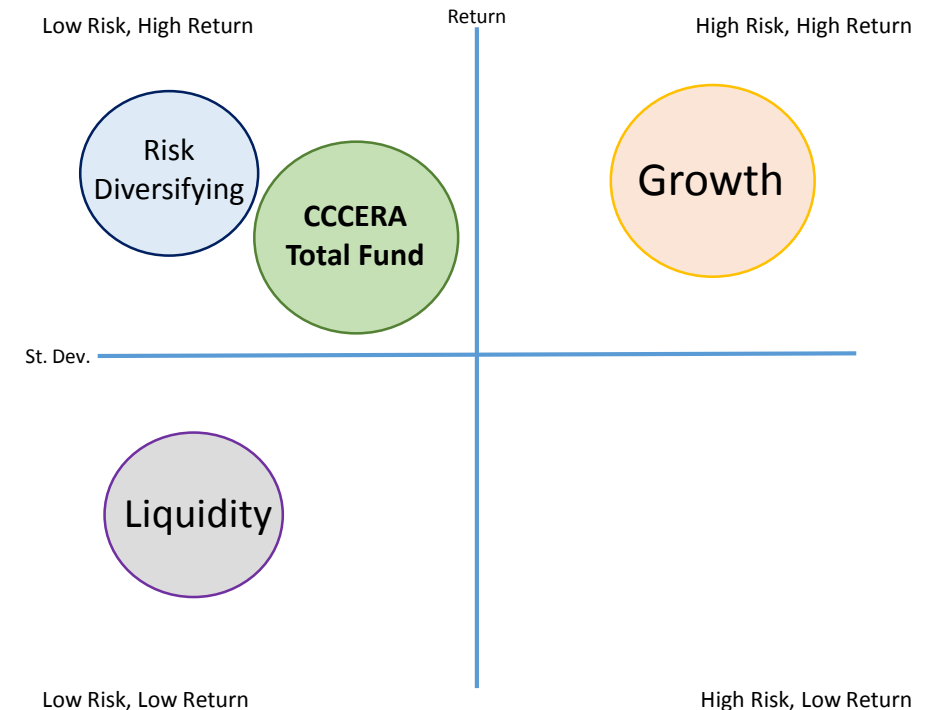 Low Risk, High Return
Return
High Risk, High Return
Risk
Diversifying
CCCERA
Total Fund
Growth
St. Dev.
Liquidity
Low Risk, Low Return
High Risk, Low Return